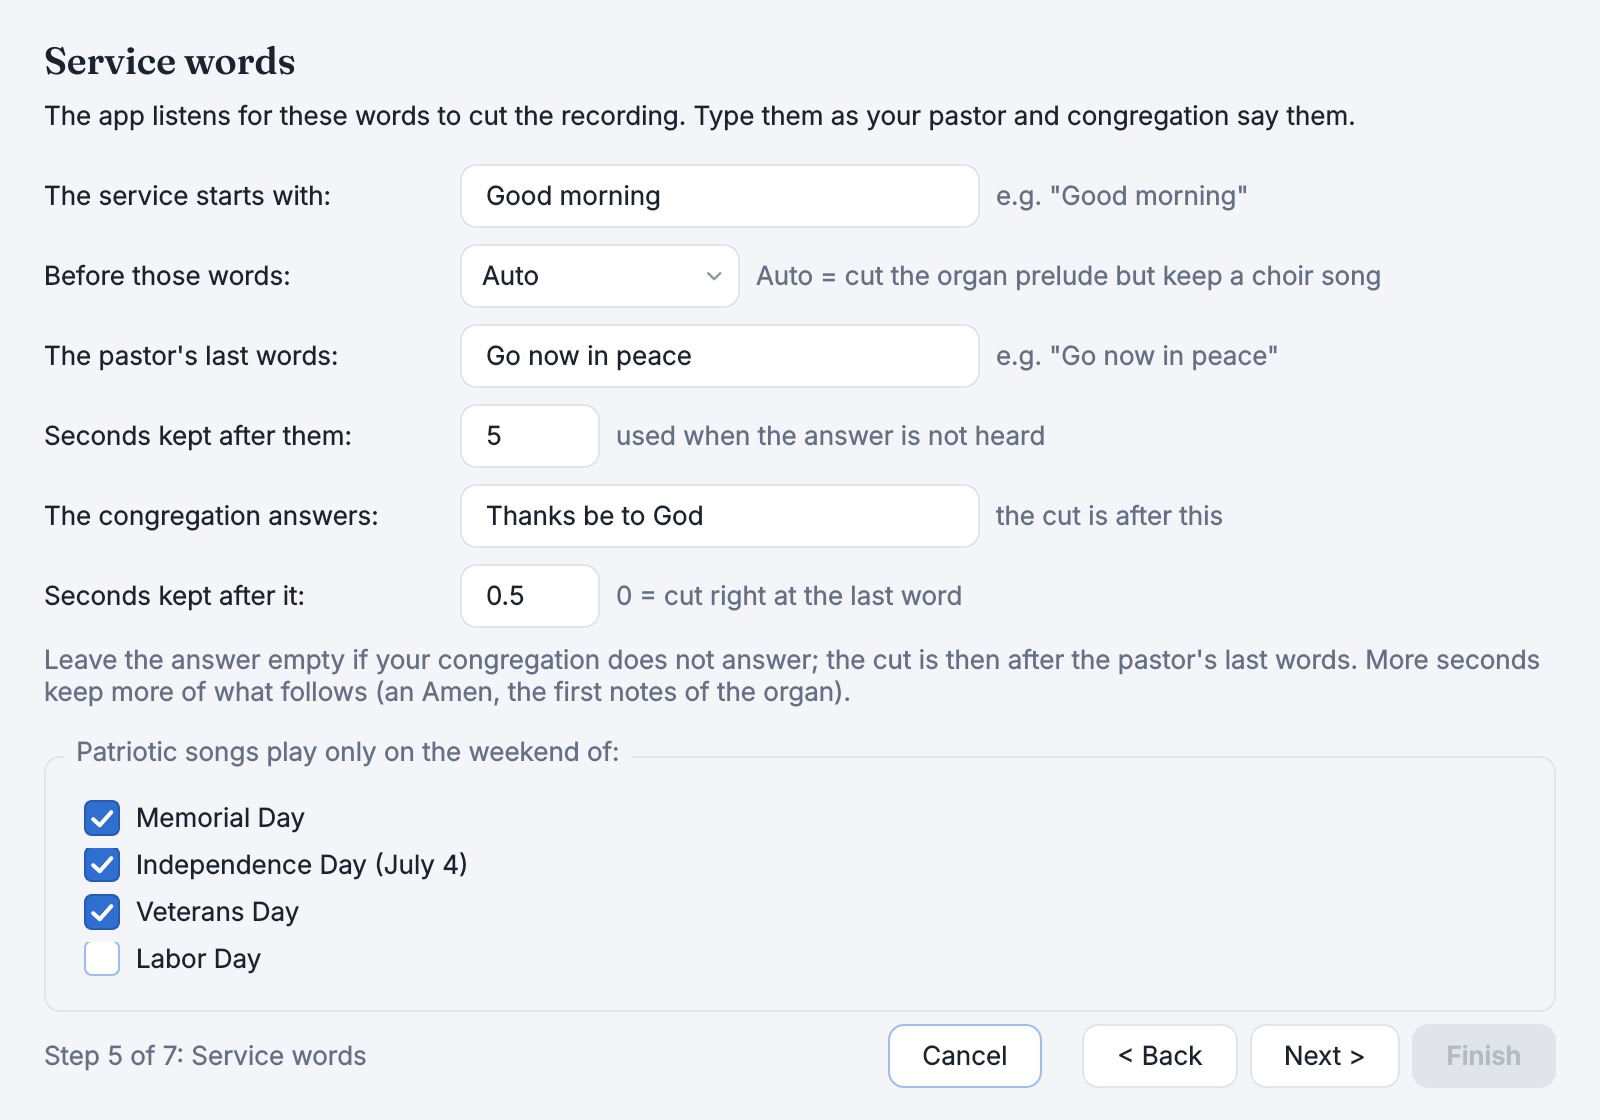 Service words
The app listens for these words to cut the recording. Type them as your pastor and congregation say them.
The service starts with: Good morning e.g. "Good morning"
Before those words: Auto Auto = cut the organ prelude but keep a choir song
The pastor's last words: Go now in peace e.g. "Go now in peace"
Seconds kept after them: 5 used when the answer is not heard
The congregation answers: Thanks be to God the cut is after this
Seconds kept after it: 0.5 0 = cut right at the last word
Leave the answer empty if your congregation does not answer; the cut is then after the pastor's last words. More seconds
keep more of what follows (an Amen, the first notes of the organ).
Patriotic songs play only on the weekend of:
Memorial Day
Independence Day (July 4)
Veterans Day
Labor Day
Step 5 of 7: Service words Cancel < Back Next > Finish